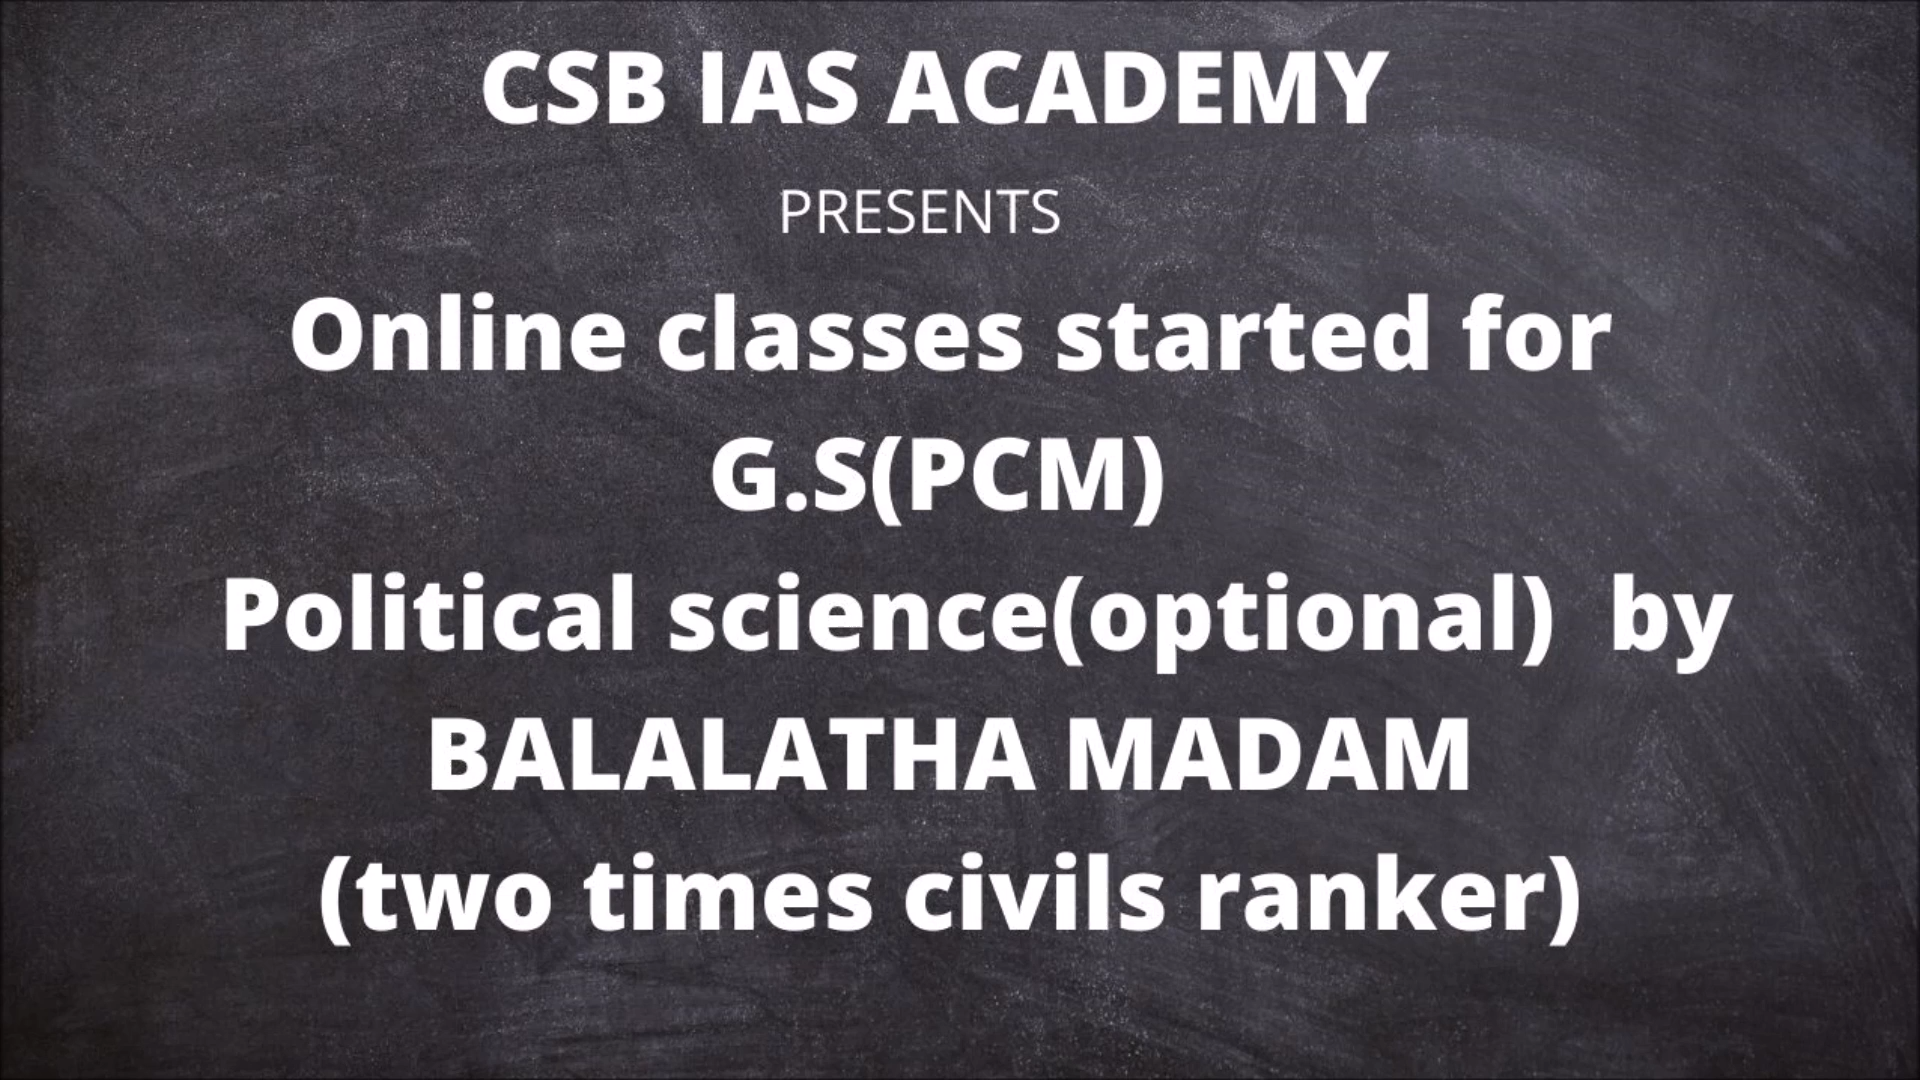 CSB IAS ACADEMY
PRESENTS
Online classes started for
G.S(PCM)
Political science(optional)  by
BALALATHA MADAM
(two times civils ranker)